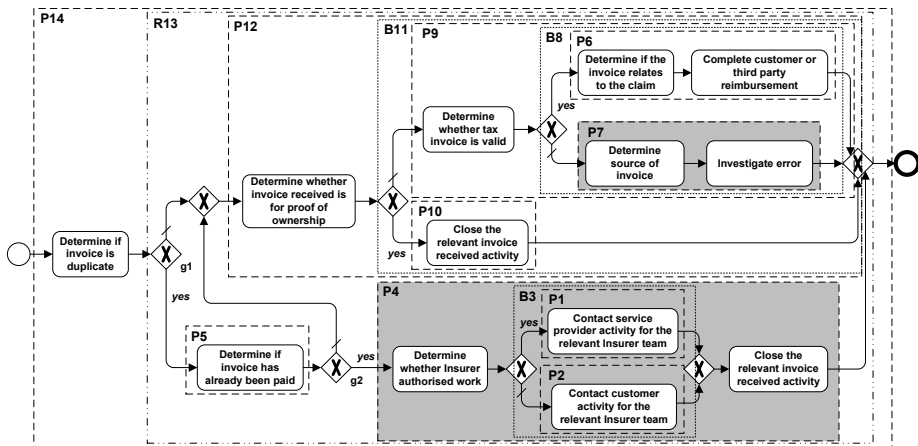 P14
R13
P12
B11
P9
B8
P6
Determine if the
invoice relates
to the claim
Complete customer or
third party
reimbursement
yes
Determine
whether tax
invoice is valid
P7
Determine
source of
invoice
Investigate error
Determine whether
invoice received is
for proof of
ownership
P10
Close the
relevant invoice
received activity
yes
Determine if
invoice is
duplicate
g1
yes
P5
Determine if
invoice has
already been paid
yes
g2
P4
Determine
whether Insurer
authorised work
B3
P1
yes
Contact service
provider activity for the
relevant Insurer team
P2
Contact customer
activity for the
relevant Insurer team
Close the
relevant invoice
received activity